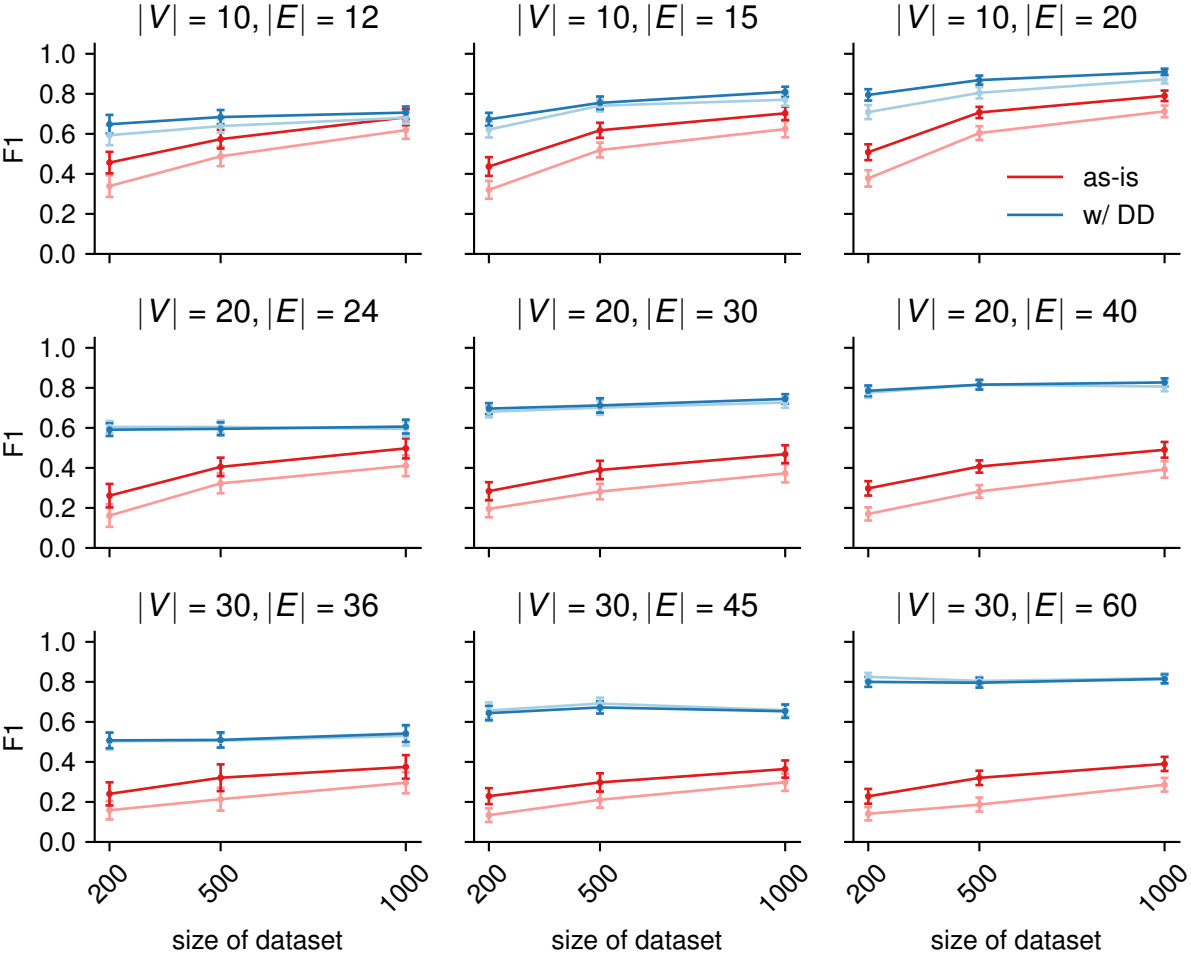 |V| = 10, |E| = 12
|V| = 10, |E| = 15
|V| = 10, |E| = 20
F1
1.0
0.8
0.6
0.4
0.2
0.0
as-is
w/ DD
|V| = 20, |E| = 24
|V| = 20, |E| = 30
|V| = 20, |E| = 40
F1
1.0
0.8
0.6
0.4
0.2
0.0
|V| = 30, |E| = 36
|V| = 30, |E| = 45
|V| = 30, |E| = 60
F1
1.0
0.8
0.6
0.4
0.2
0.0
200
500
1000
200
500
1000
200
500
1000
size of dataset
size of dataset
size of dataset